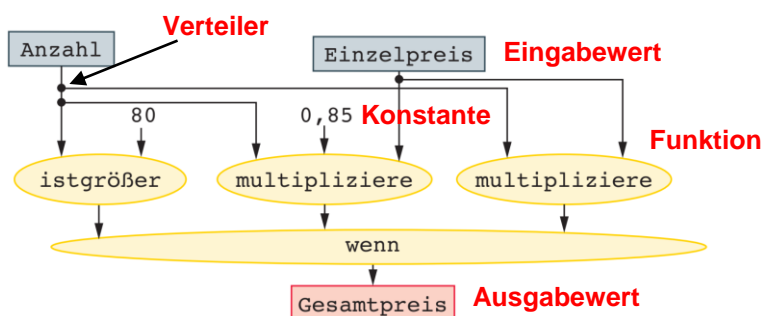 Verteiler
Anzahl
Einzelpreis Eingabewert
80 0,85 Konstante
Funktion
istgrößer multipliziere multipliziere
wenn
Gesamtpreis Ausgabewert